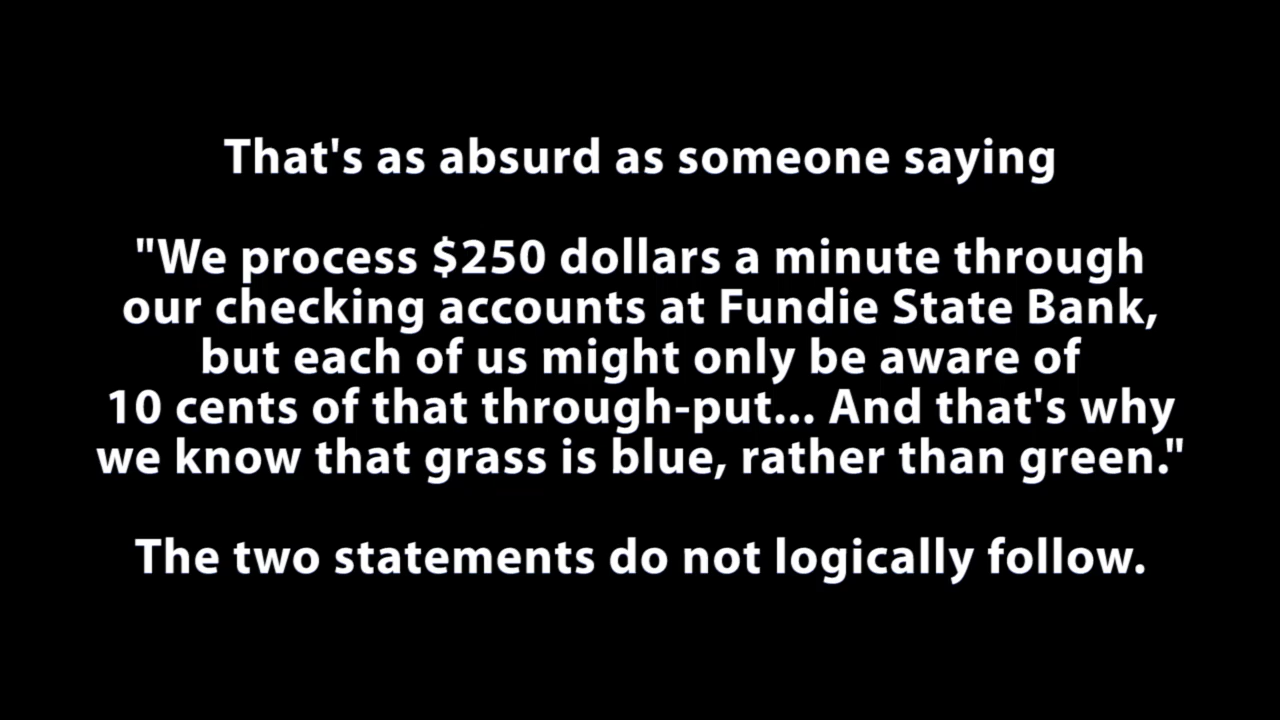 That's as absurd as someone saying
"We process $250 dollars a minute through
our checking accounts at Fundie State Bank,
but each of us might only be aware of
10 cents of that through-put... And that's why
we know that grass is blue, rather than green."
The two statements do not logically follow.